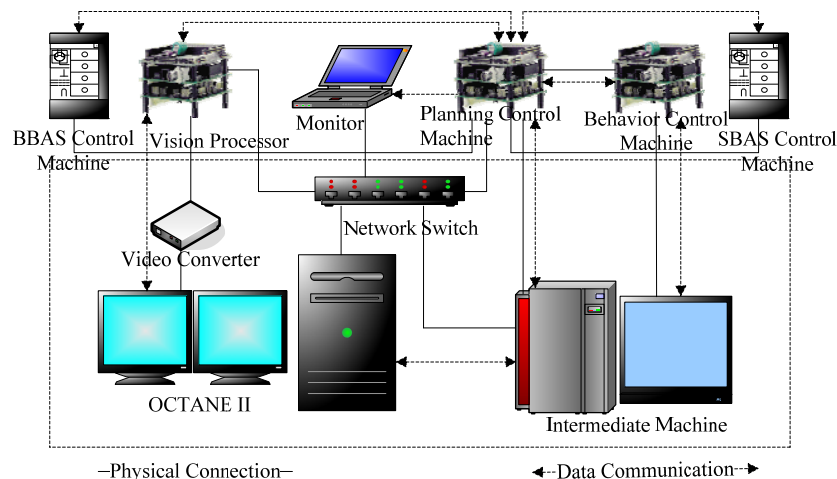 BBAS Control
Machine
Vision Processor
Monitor
Planning Control
Machine
Behavior Control
Machine
SBAS Control
Machine
Network Switch
Video Converter
OCTANE II
Intermediate Machine
Physical Connection
Data Communication